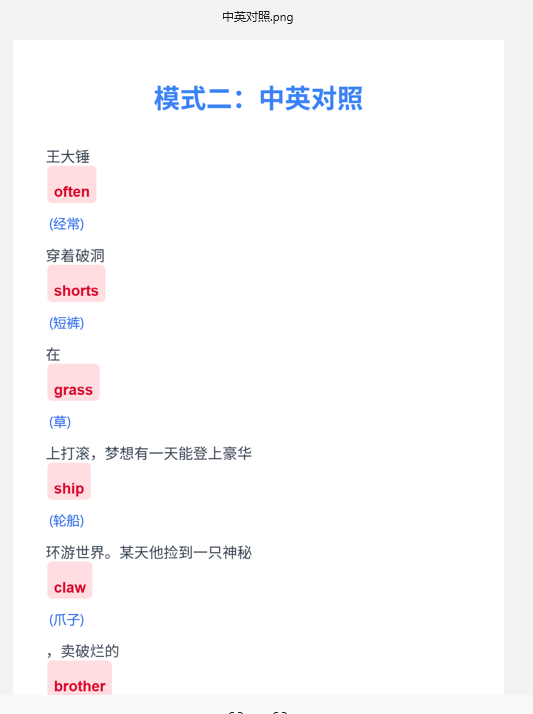 中英对照.png
模式二：中英对照
王大锤
often
(经常)
穿着破洞
shorts
(短裤)
在
grass
(草)
上打滚，梦想有一天能登上豪华
ship
(轮船)
环游世界。某天他捡到一只神秘
claw
(爪子)
，卖破烂的
brother